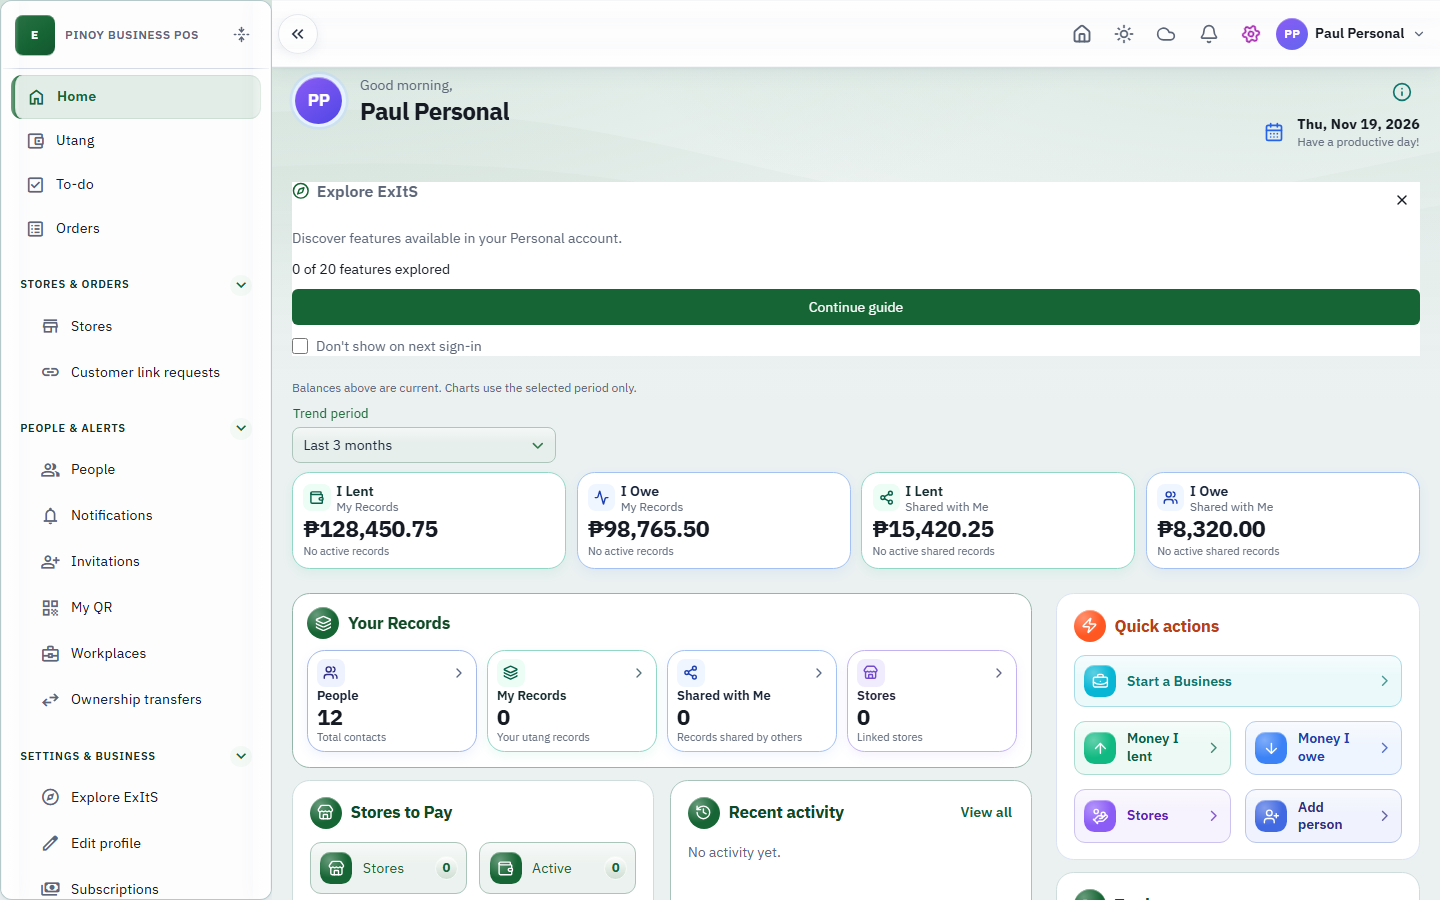 E
PINOY BUSINESS POS
Home
Utang
To-do
Orders
STORES & ORDERS
Stores
Customer link requests
PEOPLE & ALERTS
People
Notifications
Invitations
My QR
Workplaces
Ownership transfers
SETTINGS & BUSINESS
Explore ExItS
Edit profile
Subscriptions
PP
Paul Personal
PP
Good morning,
Paul Personal
Thu, Nov 19, 2026
Have a productive day!
Explore ExItS
Discover features available in your Personal account.
0 of 20 features explored
Continue guide
Don't show on next sign-in
Balances above are current. Charts use the selected period only.
Trend period
Last 3 months
I Lent
My Records
₱128,450.75
No active records
I Owe
My Records
₱98,765.50
No active records
I Lent
Shared with Me
₱15,420.25
No active shared records
I Owe
Shared with Me
₱8,320.00
No active shared records
Your Records
People
12
Total contacts
My Records
0
Your utang records
Shared with Me
0
Records shared by others
Stores
0
Linked stores
Stores to Pay
Stores
0
Active
0
Recent activity
View all
No activity yet.
Quick actions
Start a Business
Money I
lent
Money I
owe
Stores
Add
person